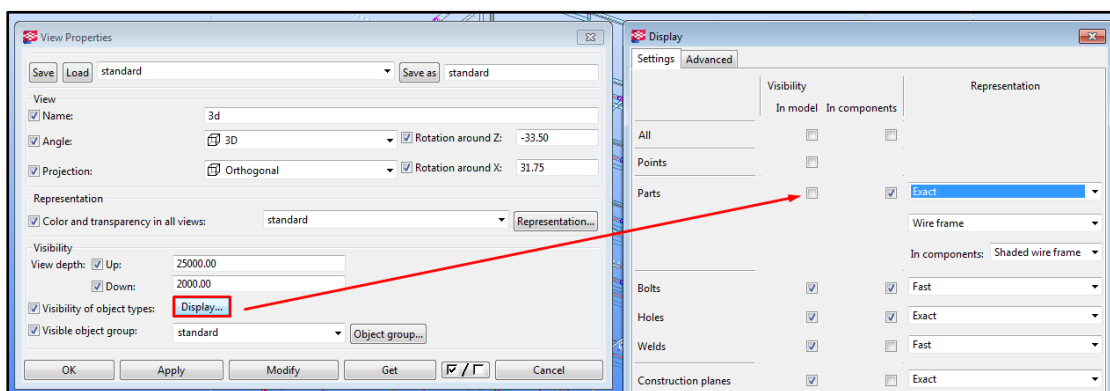 View Properties
Save Load standard Save as standard
View
Name: 3d
Angle: 3D Rotation around Z: -33.50
Projection: Orthogonal Rotation around X: 31.75
Representation
Color and transparency in all views: standard Representation...
Visibility
View depth: Up: 25000.00
Down: 2000.00
Visibility of object types: Display...
Visible object group: standard Object group...
OK Apply Modify Get Cancel
Display
Settings Advanced
Visibility Representation
In model In components
All
Points
Parts Exact
Wire frame
In components: Shaded wire frame
Bolts Fast
Holes Exact
Welds Fast
Construction planes Exact